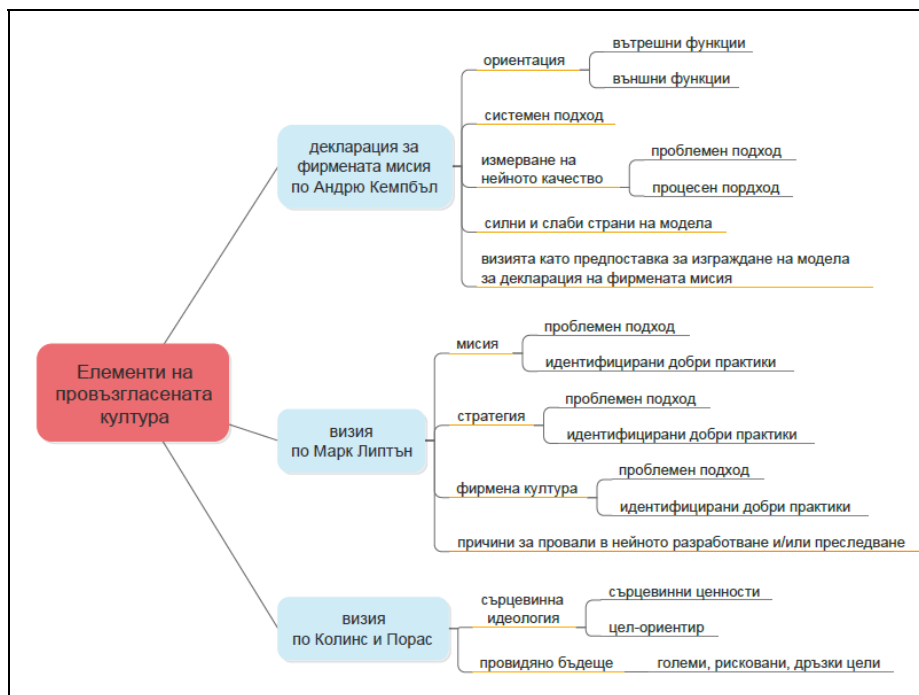 Елементи на
провъзгласената
култура
декларация за
фирмената мисия
по Андрю Кемпбъл
ориентация
вътрешни функции
външни функции
системен подход
измерване на
нейното качество
проблемен подход
процесен пордход
силни и слаби страни на модела
визията като предпоставка за изграждане на модела
за декларация на фирмената мисия
визия
по Марк Липтън
мисия
проблемен подход
идентифицирани добри практики
стратегия
проблемен подход
идентифицирани добри практики
фирмена култура
проблемен подход
идентифицирани добри практики
причини за провали в нейното разработване и/или преследване
визия
по Колинс и Порас
сърцевинна
идеология
сърцевинни ценности
цел-ориентир
провидяно бъдеще
големи, рисковани, дръзки цели